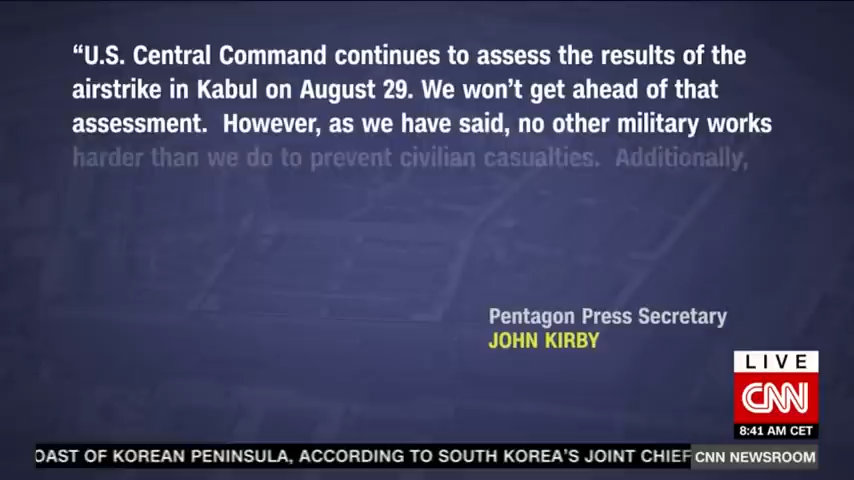 “U.S. Central Command continues to assess the results of the
airstrike in Kabul on August 29. We won’t get ahead of that
assessment. However, as we have said, no other military works
harder than we do to prevent civilian casualties. Additionally,
Pentagon Press Secretary
JOHN KIRBY
LIVE
CNN
8:41 AM CET
OAST OF KOREAN PENINSULA, ACCORDING TO SOUTH KOREA’S JOINT CHIEF
CNN NEWSROOM